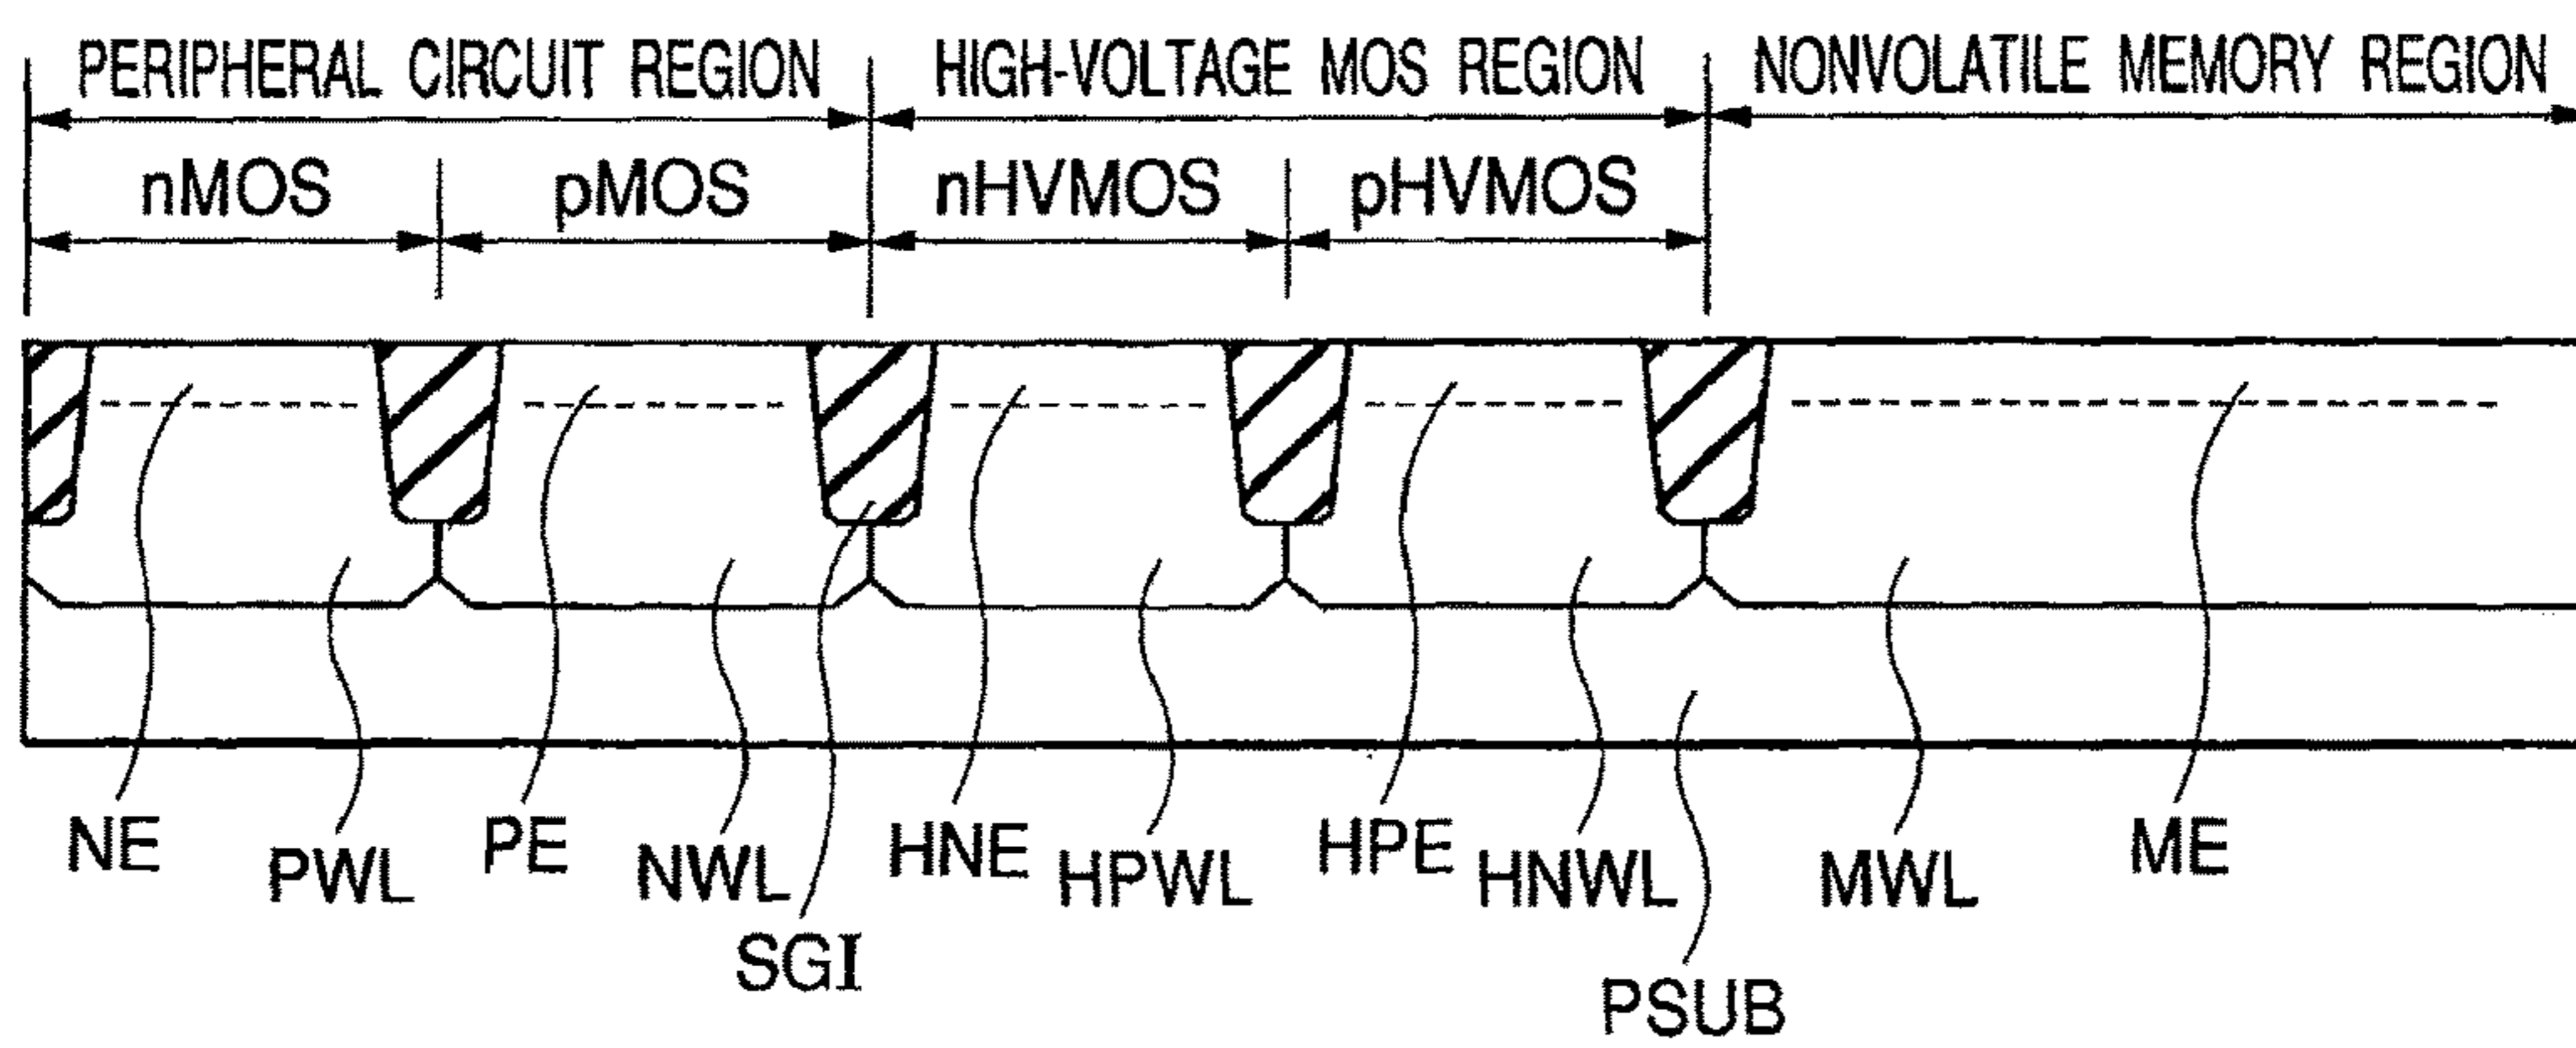 PERIPHERAL CIRCUIT REGION HIGH-VOLTAGE MOS REGION NONVOLATILE MEMORY REGION
nMOS pMOS nHVMOS pHVMOS
NE PWL PE NWL HNE HPWL HPE HNWL MWL ME
SGI PSUB